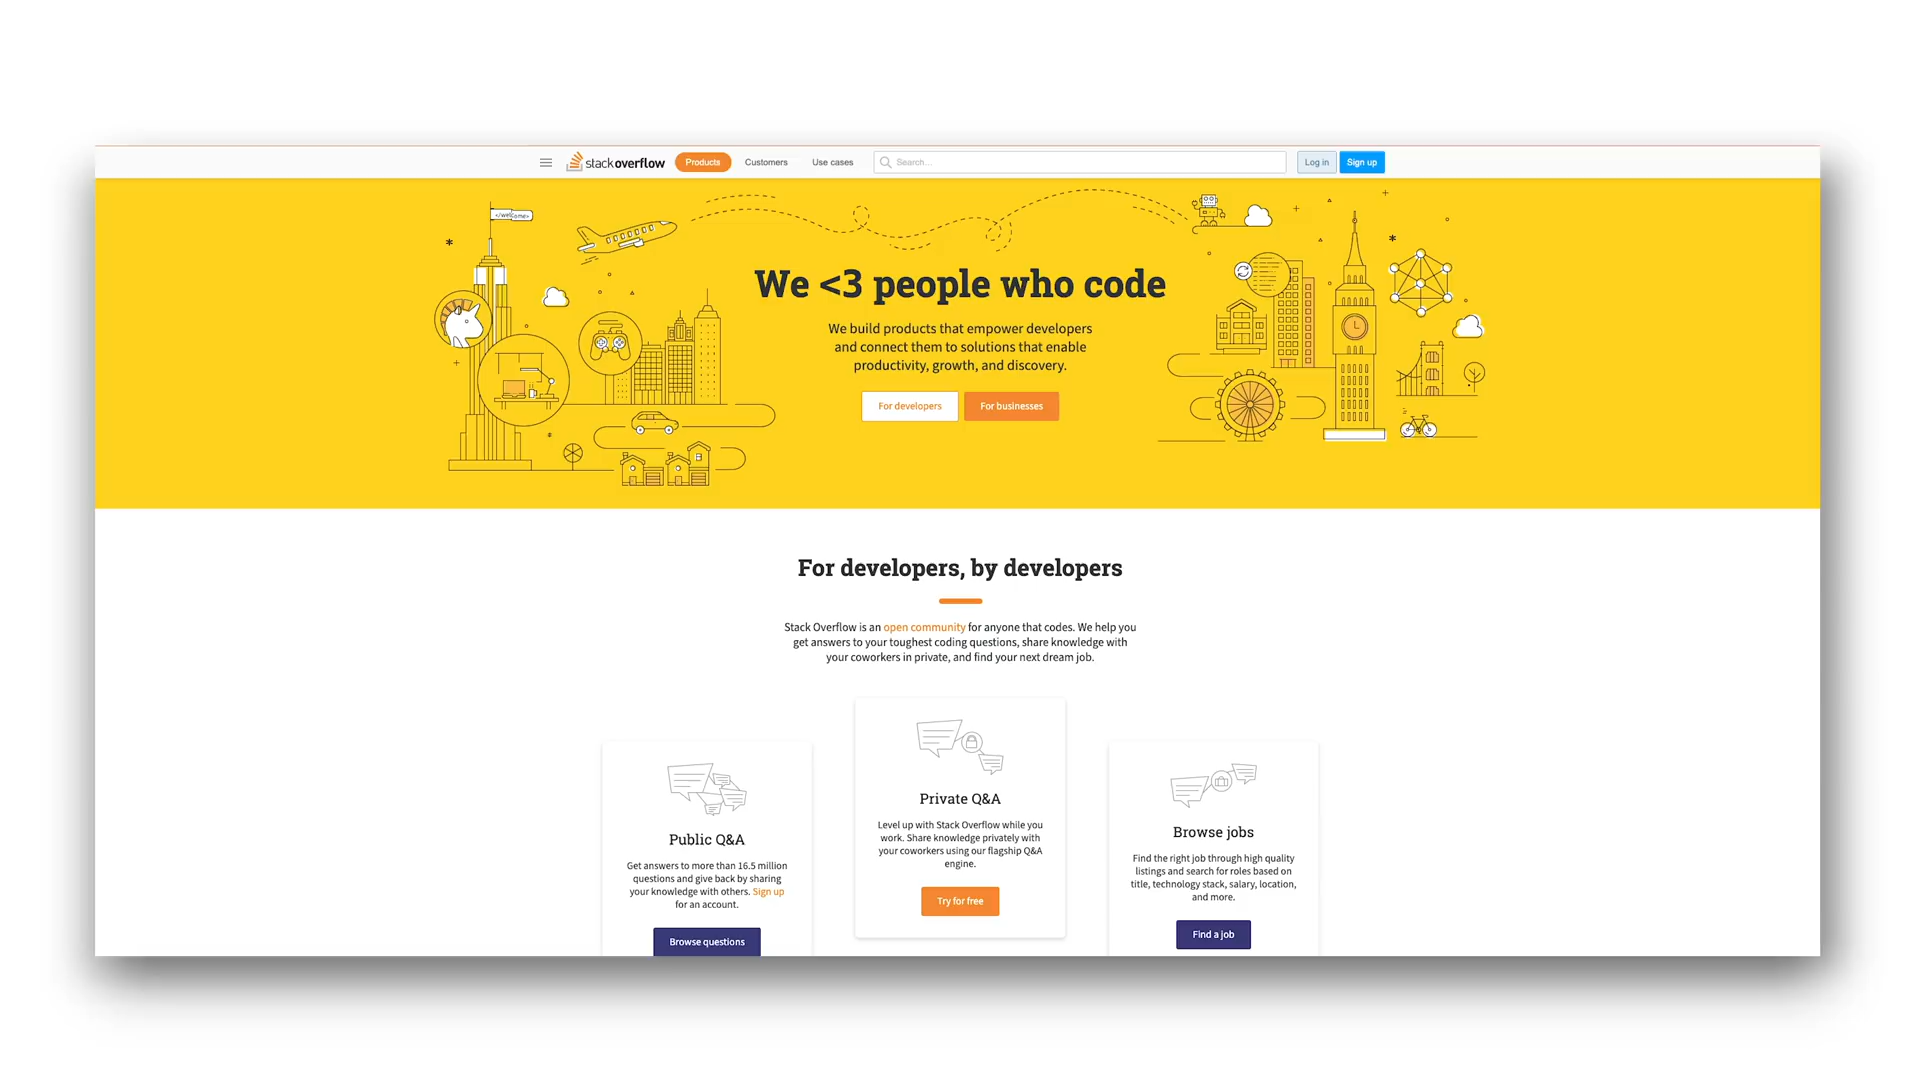 stackoverflow Products Customers Use cases Search... Log in Sign up
</welcome>
We <3 people who code
We build products that empower developers
and connect them to solutions that enable
productivity, growth, and discovery.
For developers For businesses
For developers, by developers
Stack Overflow is an open community for anyone that codes. We help you
get answers to your toughest coding questions, share knowledge with
your coworkers in private, and find your next dream job.
Public Q&A
Get answers to more than 16.5 million
questions and give back by sharing
your knowledge with others. Sign up
for an account.
Browse questions
Private Q&A
Level up with Stack Overflow while you
work. Share knowledge privately with
your coworkers using our flagship Q&A
engine.
Try for free
Browse jobs
Find the right job through high quality
listings and search for roles based on
title, technology stack, salary, location,
and more.
Find a job